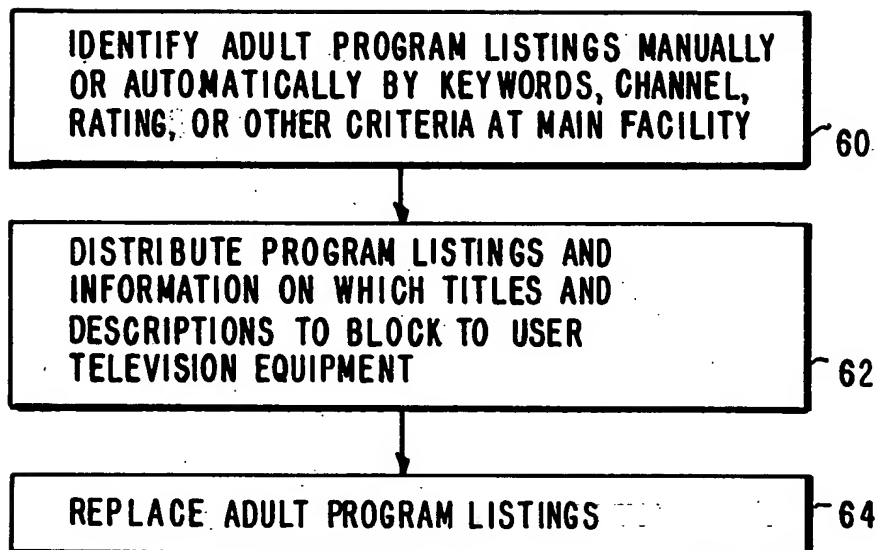 IDENTIFY ADULT PROGRAM LISTINGS MANUALLY
OR AUTOMATICALLY BY KEYWORDS, CHANNEL,
RATING, OR OTHER CRITERIA AT MAIN FACILITY
60
DISTRIBUTE PROGRAM LISTINGS AND
INFORMATION ON WHICH TITLES AND
DESCRIPTIONS TO BLOCK TO USER
TELEVISION EQUIPMENT
62
REPLACE ADULT PROGRAM LISTINGS
64